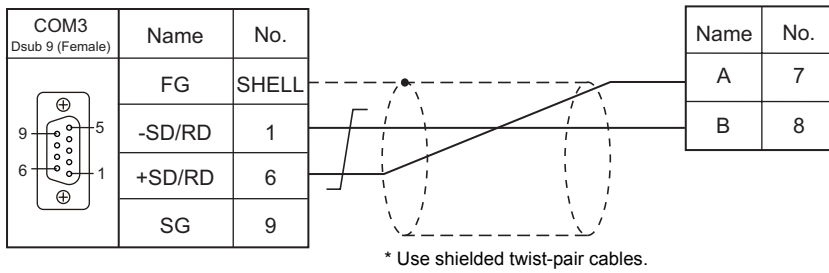 COM3
Dsub 9 (Female)
Name No.
FG SHELL
-SD/RD 1
+SD/RD 6
SG 9
5
9
6
1
Name No.
A 7
B 8
* Use shielded twist-pair cables.